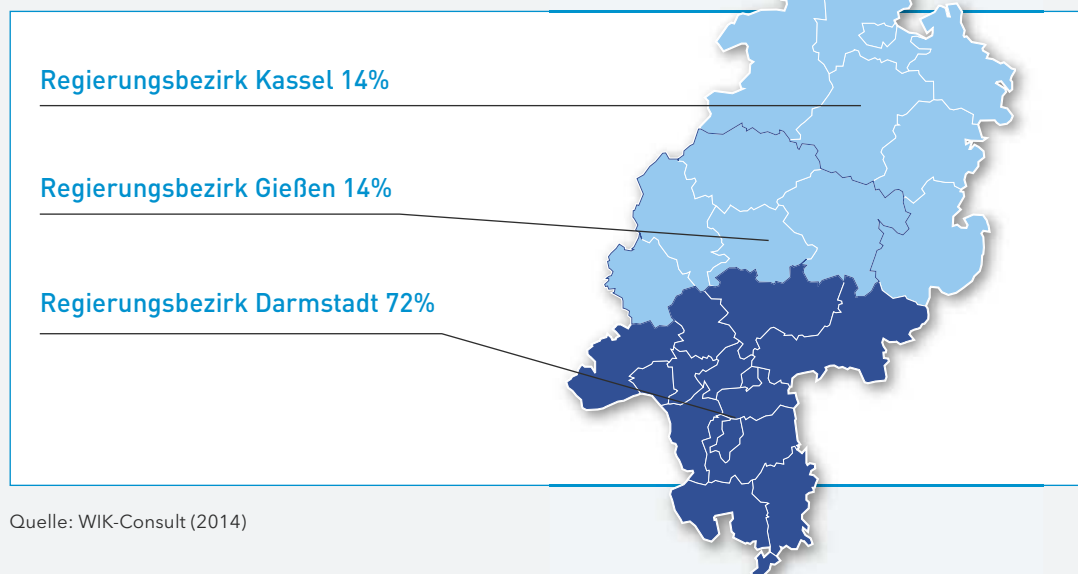 Regierungsbezirk Kassel 14%
Regierungsbezirk Gießen 14%
Regierungsbezirk Darmstadt 72%
Quelle: WIK-Consult (2014)